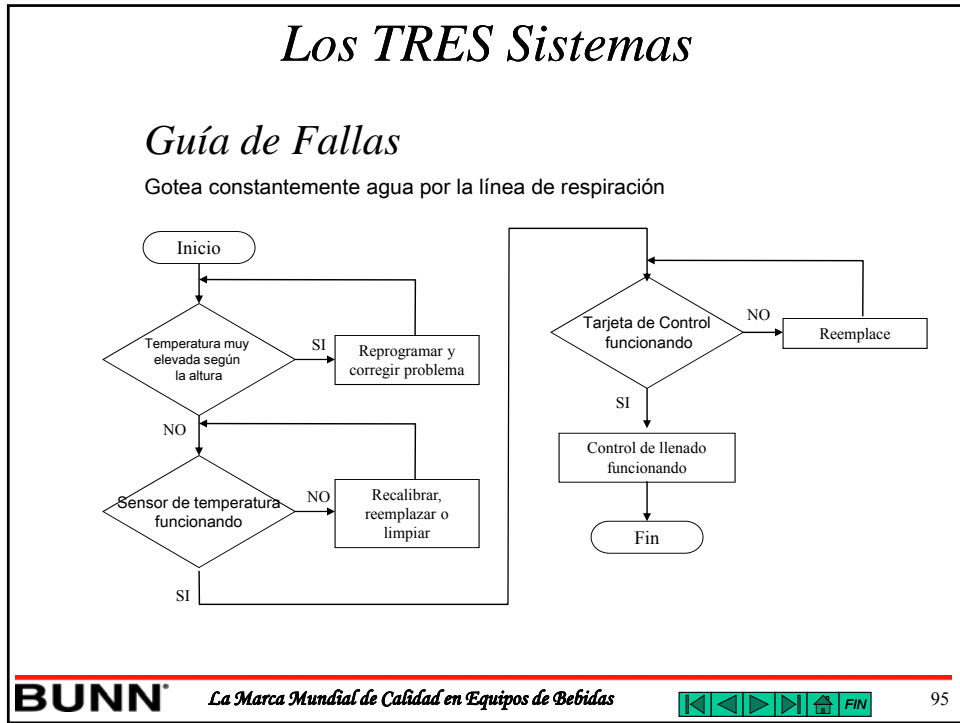 Los TRES Sistemas
Guía de Fallas
Gotea constantemente agua por la línea de respiración
Inicio
Temperatura muy
elevada según
la altura
SI
Reprogramar y
corregir problema
NO
Sensor de temperatura
funcionando
NO
Recalibrar,
reemplazar o
limpiar
SI
Tarjeta de Control
funcionando
NO
Reemplace
SI
Control de llenado
funcionando
Fin
BUNN
La Marca Mundial de Calidad en Equipos de Bebidas
FIN
95